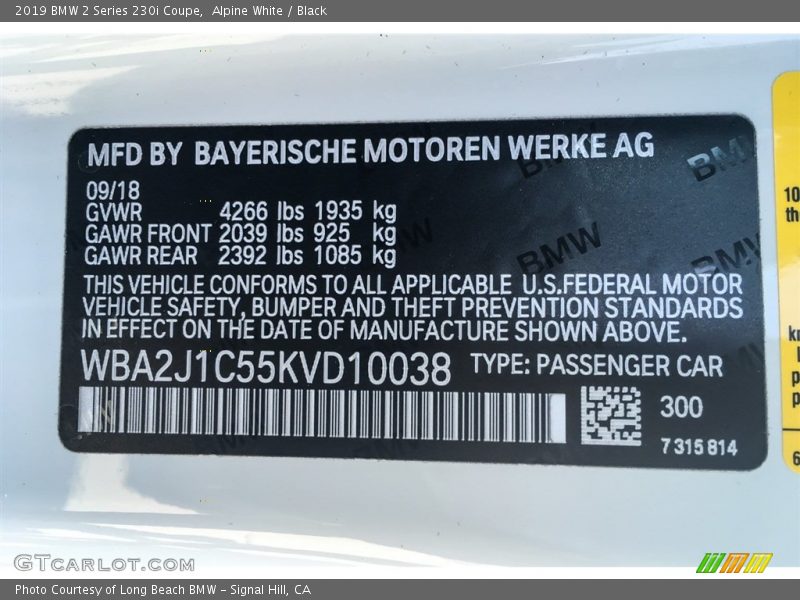 2019 BMW 2 Series 230i Coupe,  Alpine White / Black
MFD BY BAYERISCHE MOTOREN WERKE AG
09/18
GVWR 4266 lbs 1935 kg
GAWR FRONT 2039 lbs 925 kg
GAWR REAR 2392 lbs 1085 kg
THIS VEHICLE CONFORMS TO ALL APPLICABLE U.S.FEDERAL MOTOR
VEHICLE SAFETY, BUMPER AND THEFT PREVENTION STANDARDS
IN EFFECT ON THE DATE OF MANUFACTURE SHOWN ABOVE.
WBA2J1C55KVD10038 TYPE: PASSENGER CAR
300
7315814
BMW
BMW
BMW
GTCARLOT.COM
Photo Courtesy of Long Beach BMW - Signal Hill, CA